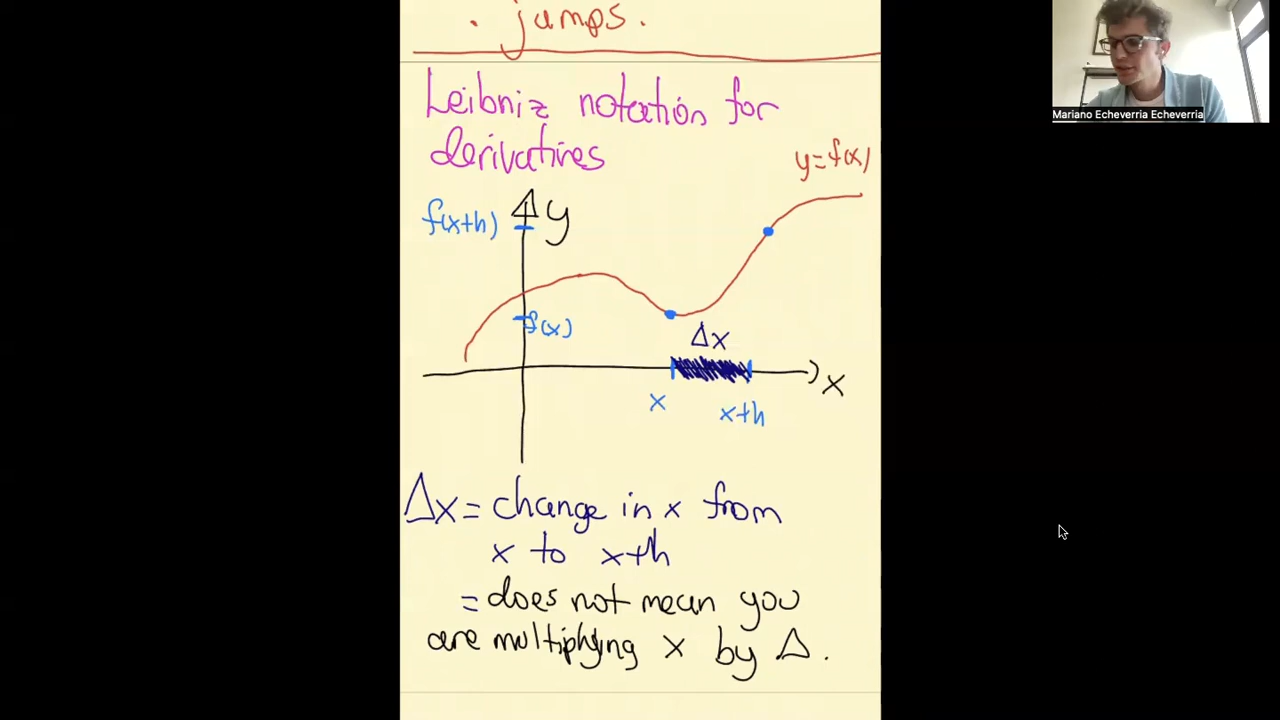 · jumps.
Mariano Echeverria Echeverria
Leibniz notation for
derivatives
y=f(x)
f(x+h)
y
f(x)
Δx
x
x
x+h
Δx = change in x from
x to x+h
= does not mean you
are multiplying x by Δ.